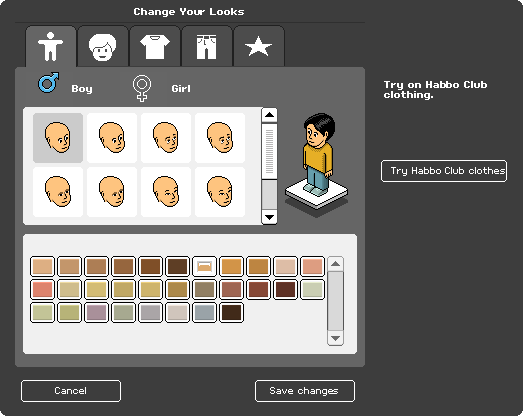 Change Your Looks
Boy
Girl
Try on Habbo Club
clothing.
Try Habbo Club clothes
Cancel
Save changes